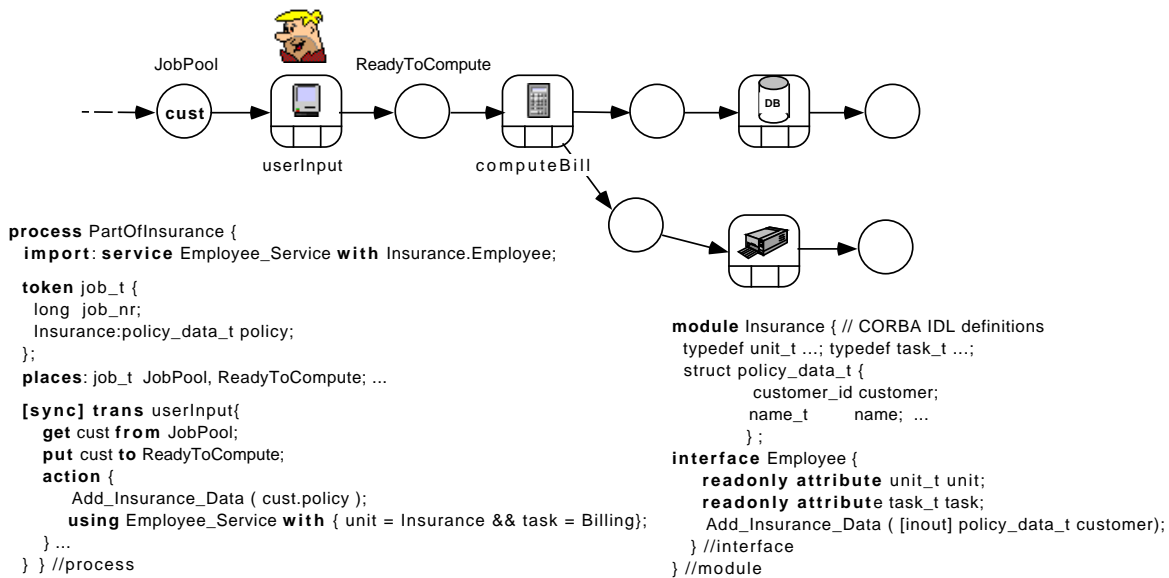 JobPool
ReadyToCompute
cust
DB
userInput
computeBill
process PartOfInsurance {
import: service Employee_Service with Insurance.Employee;
token job_t {
long job_nr;
Insurance:policy_data_t policy;
};
places: job_t JobPool, ReadyToCompute; ...
[sync] trans userInput{
get cust from JobPool;
put cust to ReadyToCompute;
action {
Add_Insurance_Data ( cust.policy );
using Employee_Service with { unit = Insurance && task = Billing};
} ...
} } //process
module Insurance { // CORBA IDL definitions
typedef unit_t ...; typedef task_t ...;
struct policy_data_t {
customer_id customer;
name_t name; ...
} ;
interface Employee {
readonly attribute unit_t unit;
readonly attribute task_t task;
Add_Insurance_Data ( [inout] policy_data_t customer);
} //interface
} //module